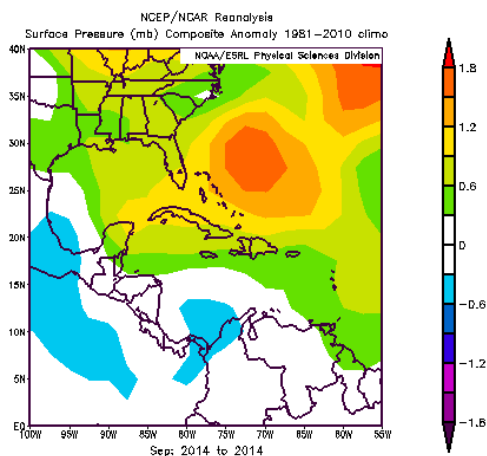 NCEP/NCAR Reanalysis
Surface Pressure (mb) Composite Anomaly 1981-2010 climo
NOAA/ESRL Physical Sciences Division
40N
35N
30N
25N
20N
15N
10N
5N
EQ
100W 95W 90W 85W 80W 75W 70W 65W 60W 55W
Sep: 2014 to 2014
1.8
1.2
0.6
0
-0.6
-1.2
-1.8